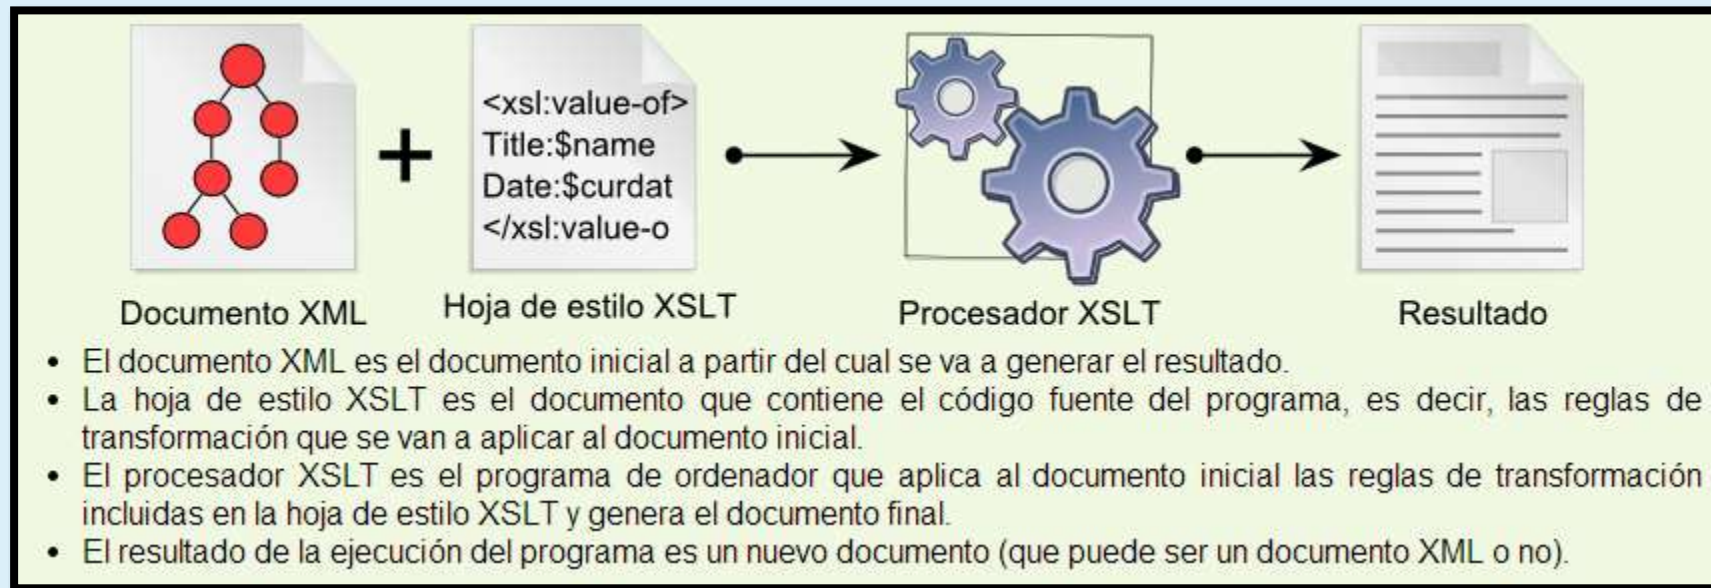 <xsl:value-of>
Title:$name
Date:$curdat
</xsl:value-o
Documento XML
Hoja de estilo XSLT
Procesador XSLT
Resultado
• El documento XML es el documento inicial a partir del cual se va a generar el resultado.
• La hoja de estilo XSLT es el documento que contiene el código fuente del programa, es decir, las reglas de
transformación que se van a aplicar al documento inicial.
• El procesador XSLT es el programa de ordenador que aplica al documento inicial las reglas de transformación
incluidas en la hoja de estilo XSLT y genera el documento final.
• El resultado de la ejecución del programa es un nuevo documento (que puede ser un documento XML o no).